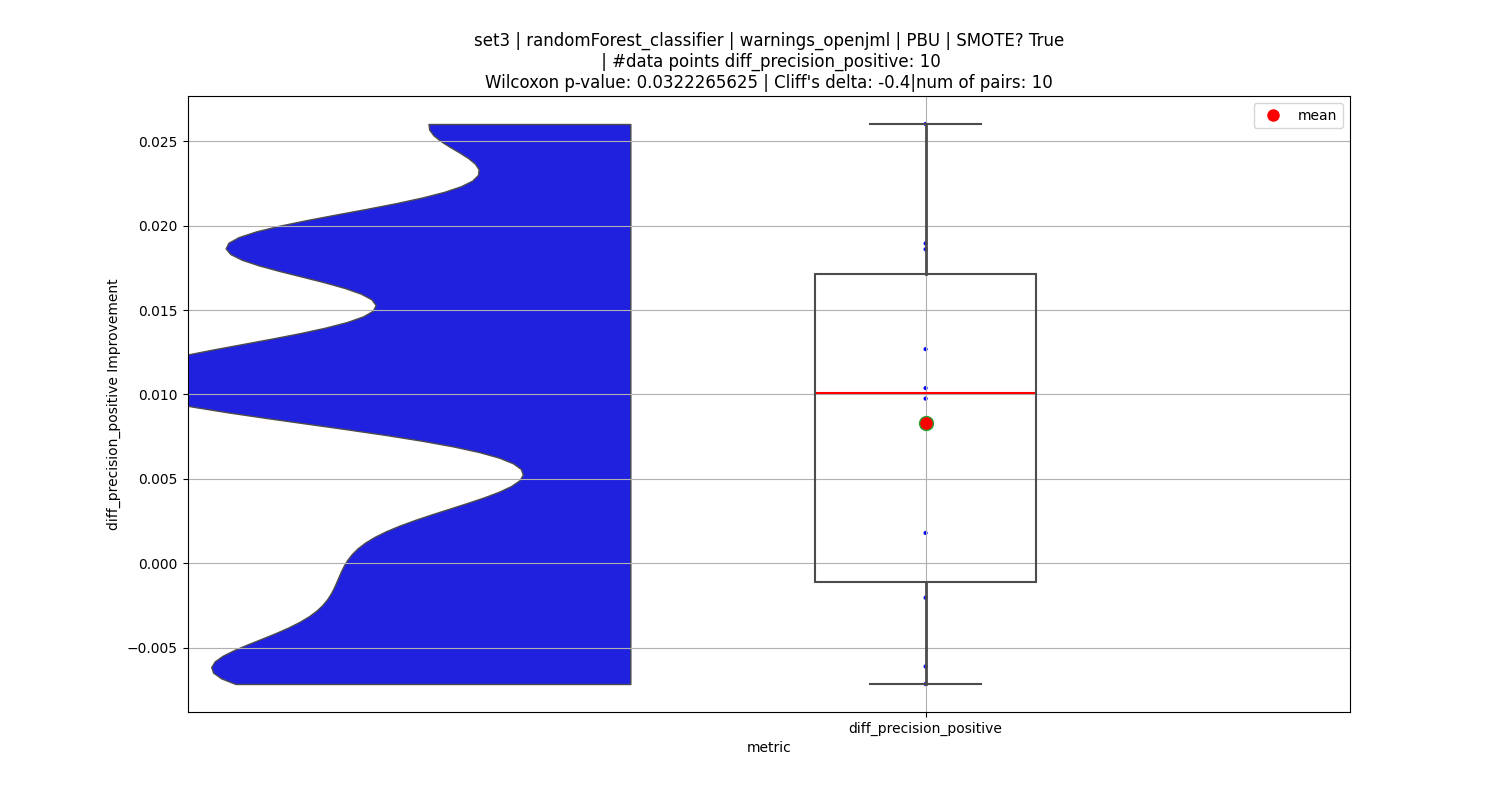 set3 | randomForest_classifier | warnings_openjml | PBU | SMOTE? True
| #data points diff_precision_positive: 10
Wilcoxon p-value: 0.0322265625 | Cliff's delta: -0.4|num of pairs: 10
mean
diff_precision_positive Improvement
0.025
0.020
0.015
0.010
0.005
0.000
−0.005
diff_precision_positive
metric